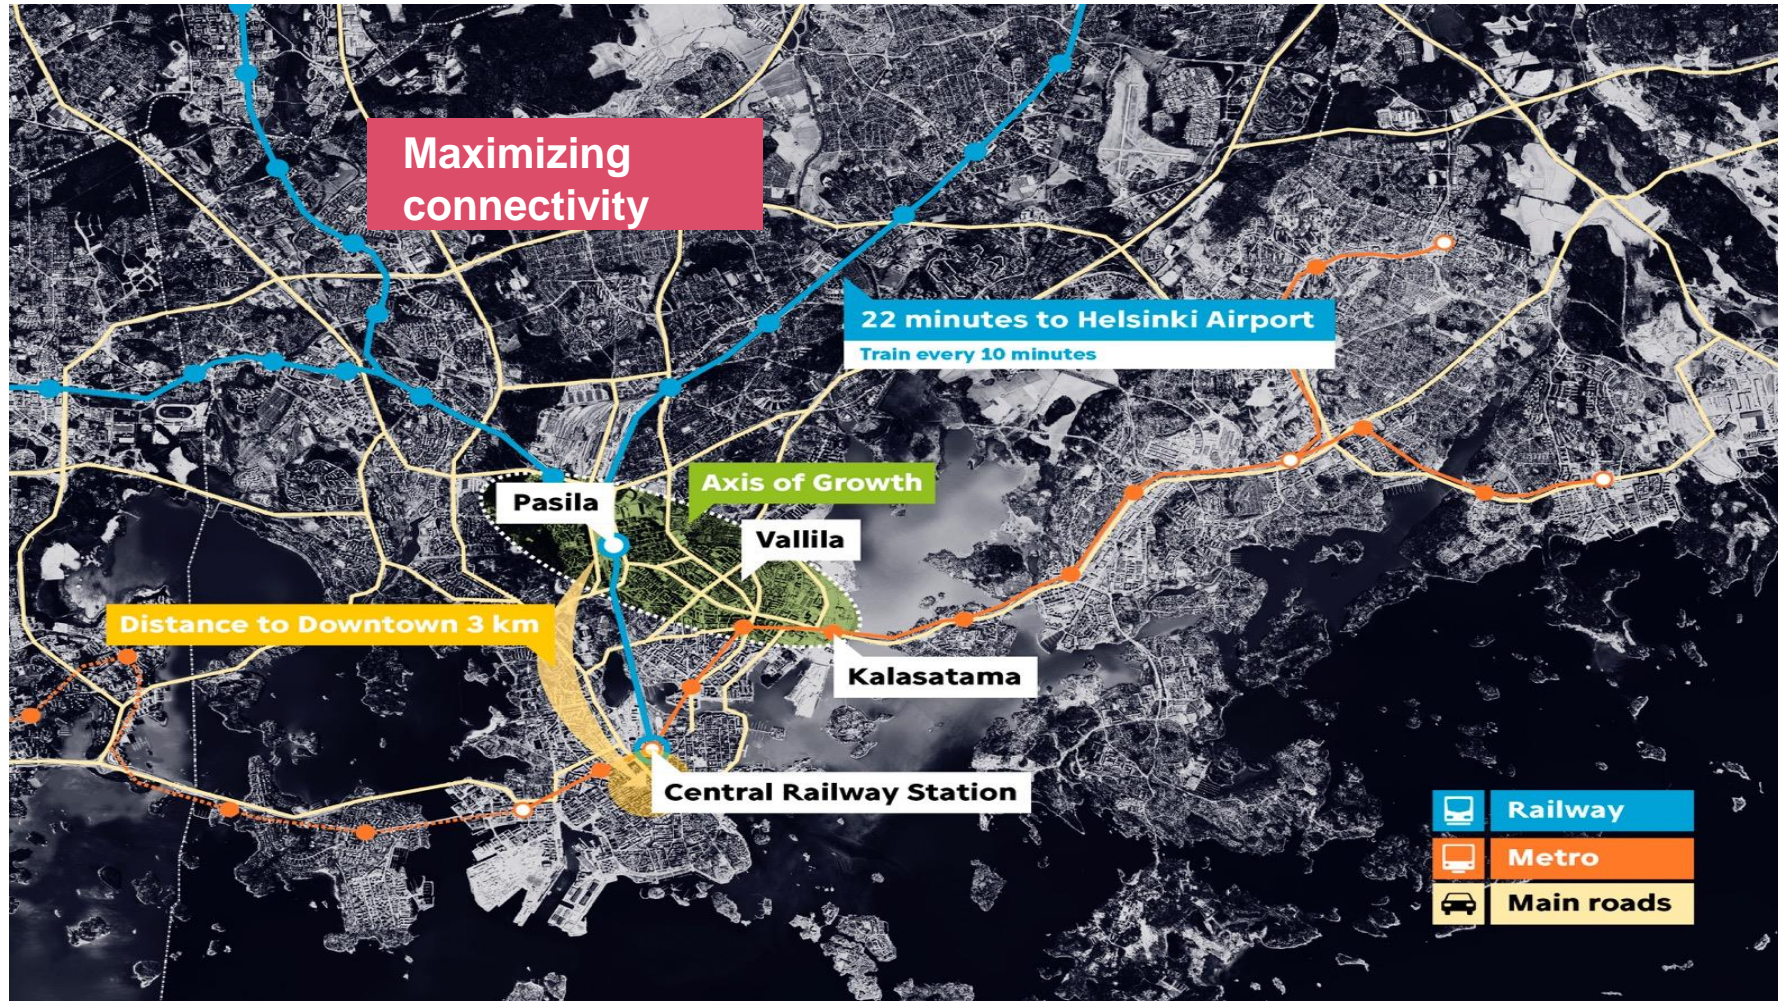 Maximizing
connectivity
22 minutes to Helsinki Airport
Train every 10 minutes
Axis of Growth
Pasila
Vallila
Distance to Downtown 3 km
Kalasatama
Central Railway Station
Railway
Metro
Main roads